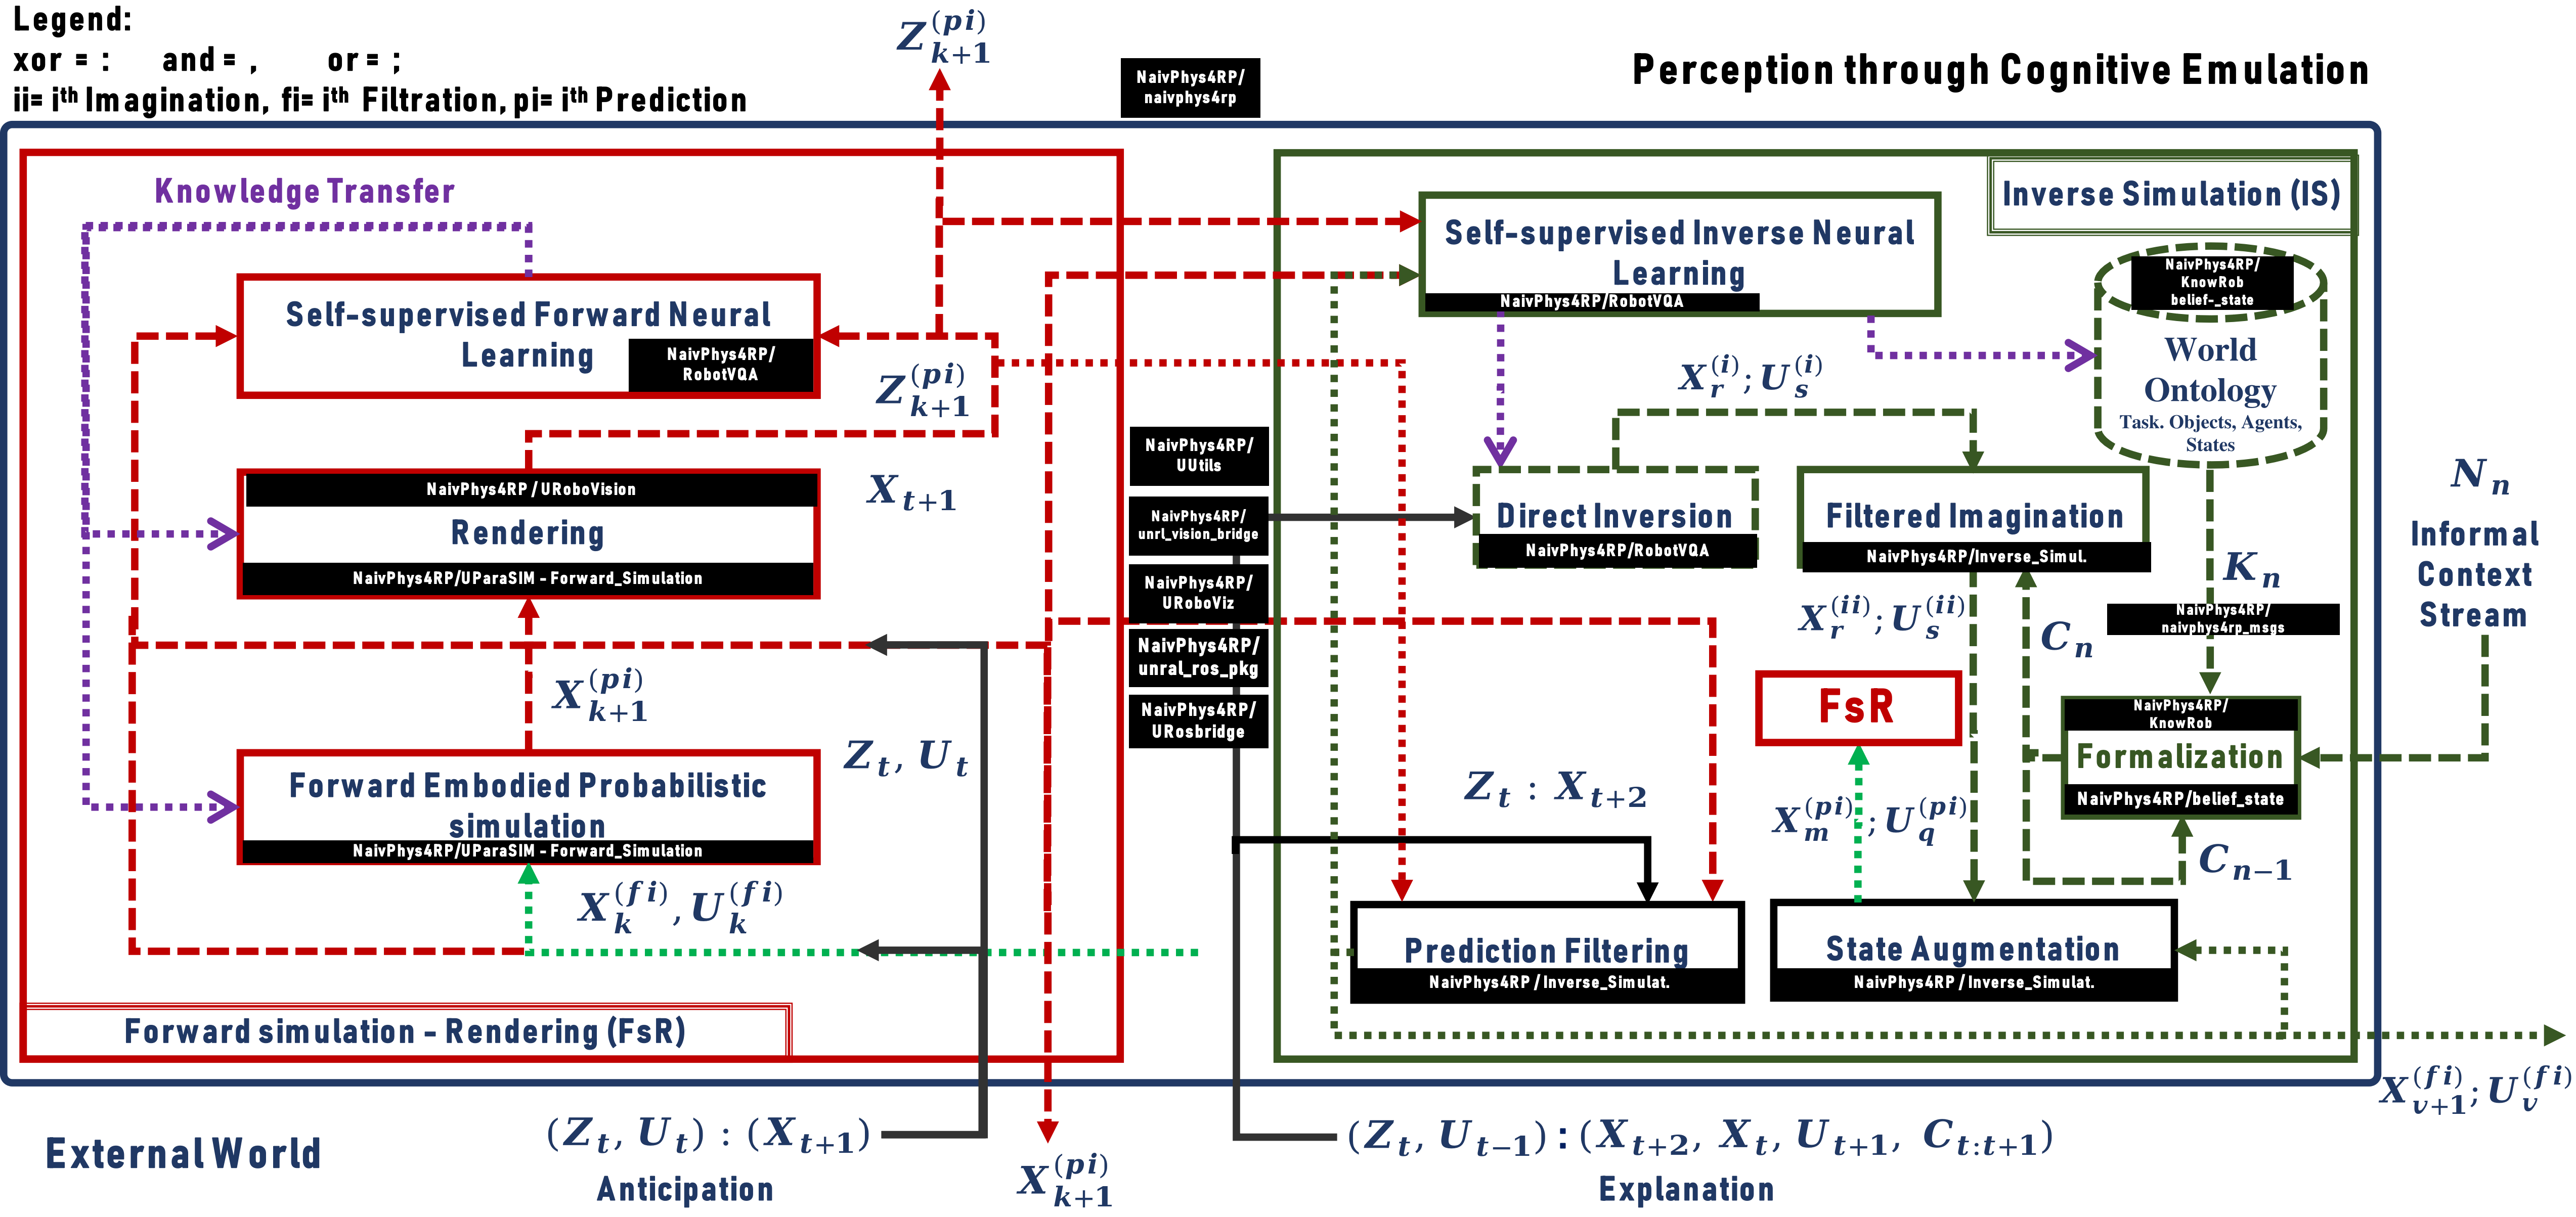 Legend:
xor = :   and = ,   or = ;
ii= iᵗʰ Imagination, fi= iᵗʰ Filtration, pi= iᵗʰ Prediction
Z_{k+1}^{(pi)}
NaivPhys4RP/
naivphys4rp
Perception through Cognitive Emulation
Knowledge Transfer
Self-supervised Forward Neural
Learning
NaivPhys4RP/
RobotVQA
Z_{k+1}^{(pi)}
NaivPhys4RP / URoboVision
Rendering
NaivPhys4RP/UParaSIM - Forward_Simulation
X_{t+1}
X_{k+1}^{(pi)}
Z_t, U_t
Forward Embodied Probabilistic
simulation
NaivPhys4RP/UParaSIM - Forward_Simulation
X_k^{(fi)}, U_k^{(fi)}
Forward simulation - Rendering (FsR)
NaivPhys4RP/
UUtils
NaivPhys4RP/
unrl_vision_bridge
NaivPhys4RP/
URoboViz
NaivPhys4RP/
unral_ros_pkg
NaivPhys4RP/
URosbridge
Inverse Simulation (IS)
Self-supervised Inverse Neural
Learning
NaivPhys4RP/RobotVQA
NaivPhys4RP/
KnowRob
belief-_state
World
Ontology
Task. Objects, Agents,
States
X_r^{(i)}; U_s^{(i)}
Direct Inversion
NaivPhys4RP/RobotVQA
Filtered Imagination
NaivPhys4RP/Inverse_Simul.
N_n
Informal
Context
Stream
K_n
NaivPhys4RP/
naivphys4rp_msgs
X_r^{(ii)}; U_s^{(ii)}
C_n
FsR
NaivPhys4RP/
KnowRob
Formalization
NaivPhys4RP/belief_state
Z_t : X_{t+2}
X_m^{(pi)}; U_q^{(pi)}
C_{n-1}
Prediction Filtering
NaivPhys4RP / Inverse_Simulat.
State Augmentation
NaivPhys4RP / Inverse_Simulat.
X_{v+1}^{(fi)}; U_v^{(fi)}
External World
(Z_t, U_t) : (X_{t+1})
Anticipation
X_{k+1}^{(pi)}
(Z_t, U_{t-1}) : (X_{t+2}, X_t, U_{t+1}, C_{t:t+1})
Explanation